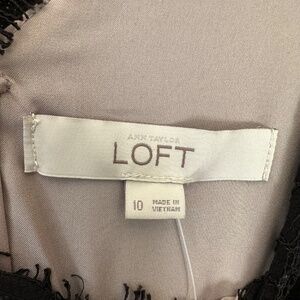 ANN TAYLOR
LOFT
10
MADE IN
VIETNAM